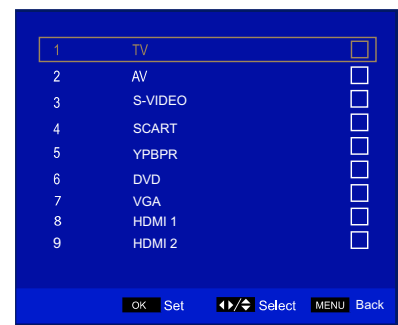 1 TV
2 AV
3 S-VIDEO
4 SCART
5 YPBPR
6 DVD
7 VGA
8 HDMI 1
9 HDMI 2
OK Set / Select MENU Back